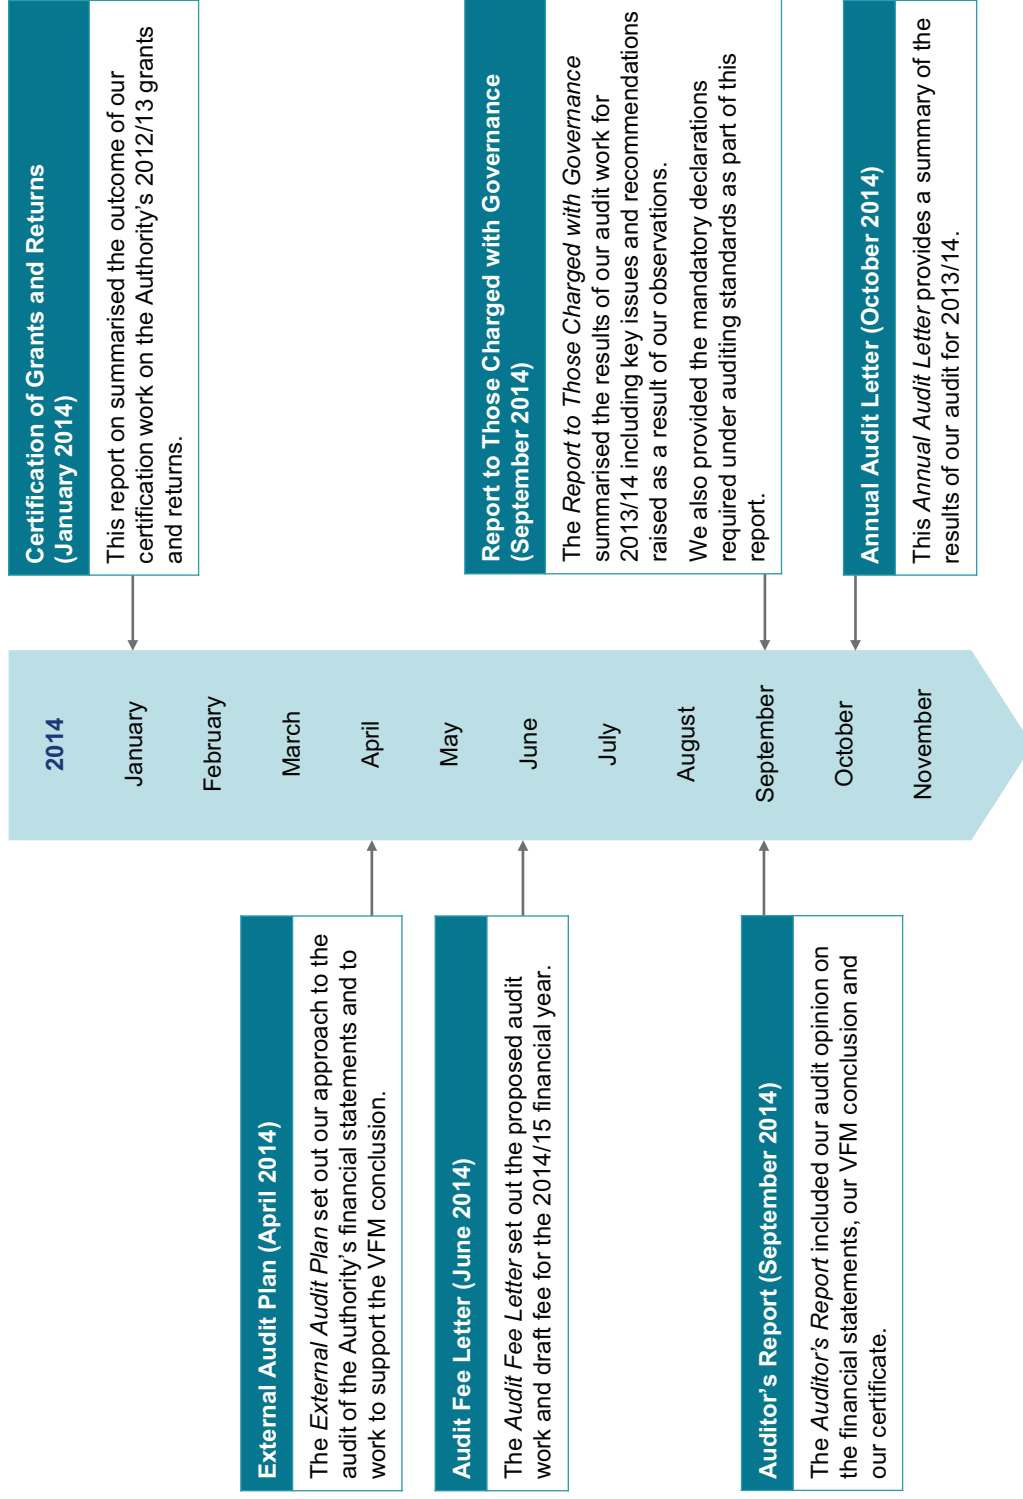 Certification of Grants and Returns
(January 2014)
This report on summarised the outcome of our
certification work on the Authority’s 2012/13 grants
and returns.
Report to Those Charged with Governance
(September 2014)
The Report to Those Charged with Governance
summarised the results of our audit work for
2013/14 including key issues and recommendations
raised as a result of our observations.
We also provided the mandatory declarations
required under auditing standards as part of this
report.
Annual Audit Letter (October 2014)
This Annual Audit Letter provides a summary of the
results of our audit for 2013/14.
2014
January
February
March
April
May
June
July
August
September
October
November
External Audit Plan (April 2014)
The External Audit Plan set out our approach to the
audit of the Authority’s financial statements and to
work to support the VFM conclusion.
Audit Fee Letter (June 2014)
The Audit Fee Letter set out the proposed audit
work and draft fee for the 2014/15 financial year.
Auditor’s Report (September 2014)
The Auditor’s Report included our audit opinion on
the financial statements, our VFM conclusion and
our certificate.